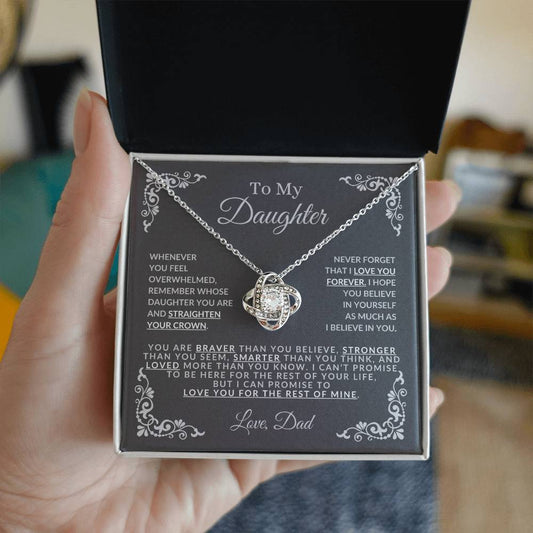 To My
Daughter
WHENEVER
YOU FEEL
OVERWHELMED,
REMEMBER WHOSE
DAUGHTER YOU ARE
AND STRAIGHTEN
YOUR CROWN.
NEVER FORGET
THAT I LOVE YOU
FOREVER. I HOPE
YOU BELIEVE
IN YOURSELF
AS MUCH AS
I BELIEVE IN YOU.
YOU ARE BRAVER THAN YOU BELIEVE, STRONGER
THAN YOU SEEM, SMARTER THAN YOU THINK, AND
LOVED MORE THAN YOU KNOW. I CAN'T PROMISE
TO BE HERE FOR THE REST OF YOUR LIFE,
BUT I CAN PROMISE TO
LOVE YOU FOR THE REST OF MINE.
Love, Dad